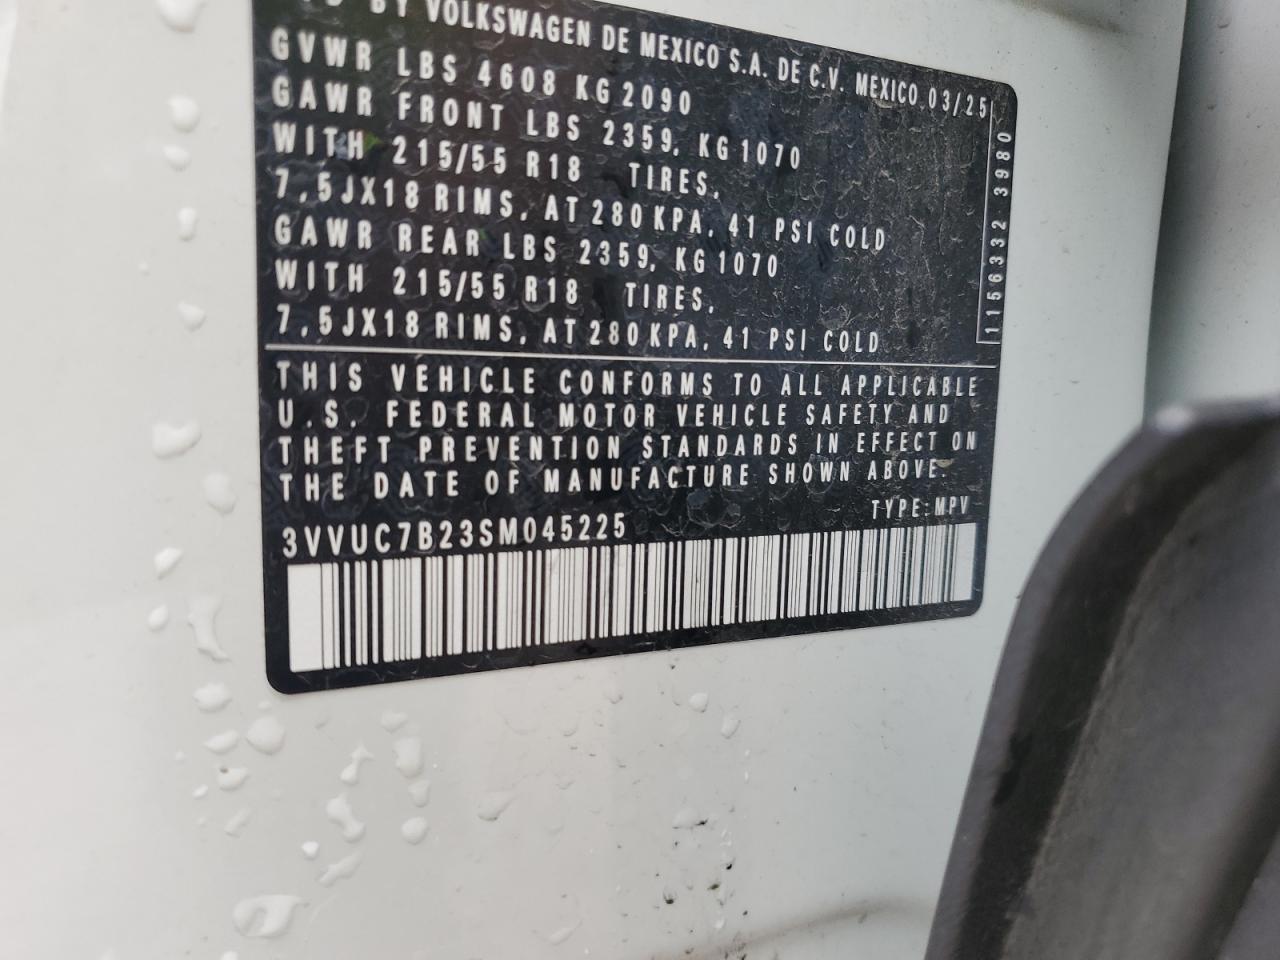 BY VOLKSWAGEN DE MEXICO S.A. DE C.V. MEXICO 03/25
GVWR LBS 4608 KG 2090
GAWR FRONT LBS 2359, KG 1070
WITH 215/55 R18 TIRES,
7,5JX18 RIMS, AT 280 KPA, 41 PSI COLD
GAWR REAR LBS 2359, KG 1070
WITH 215/55 R18 TIRES,
7,5JX18 RIMS, AT 280 KPA, 41 PSI COLD
1156332 3980
THIS VEHICLE CONFORMS TO ALL APPLICABLE
U.S. FEDERAL MOTOR VEHICLE SAFETY AND
THEFT PREVENTION STANDARDS IN EFFECT ON
THE DATE OF MANUFACTURE SHOWN ABOVE.
TYPE: MPV
3VVUC7B23SM045225